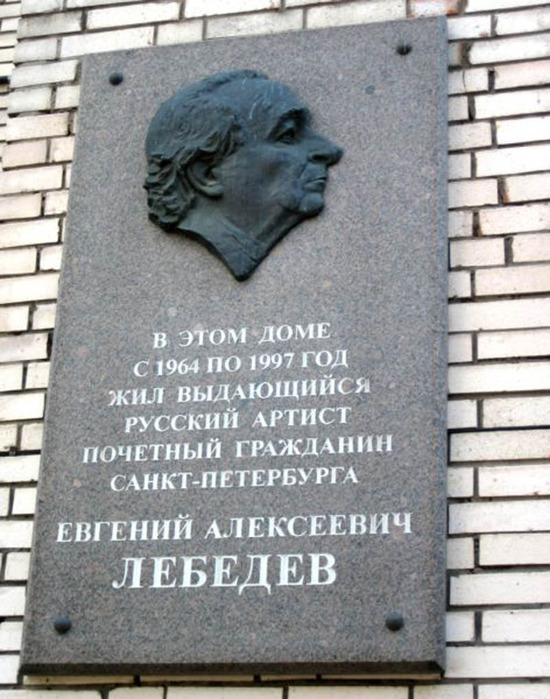 В ЭТОМ ДОМЕ
С 1964 ПО 1997 ГОД
ЖИЛ ВЫДАЮЩИЙСЯ
РУССКИЙ АРТИСТ
ПОЧЕТНЫЙ ГРАЖДАНИН
САНКТ-ПЕТЕРБУРГА
ЕВГЕНИЙ АЛЕКСЕЕВИЧ
ЛЕБЕДЕВ